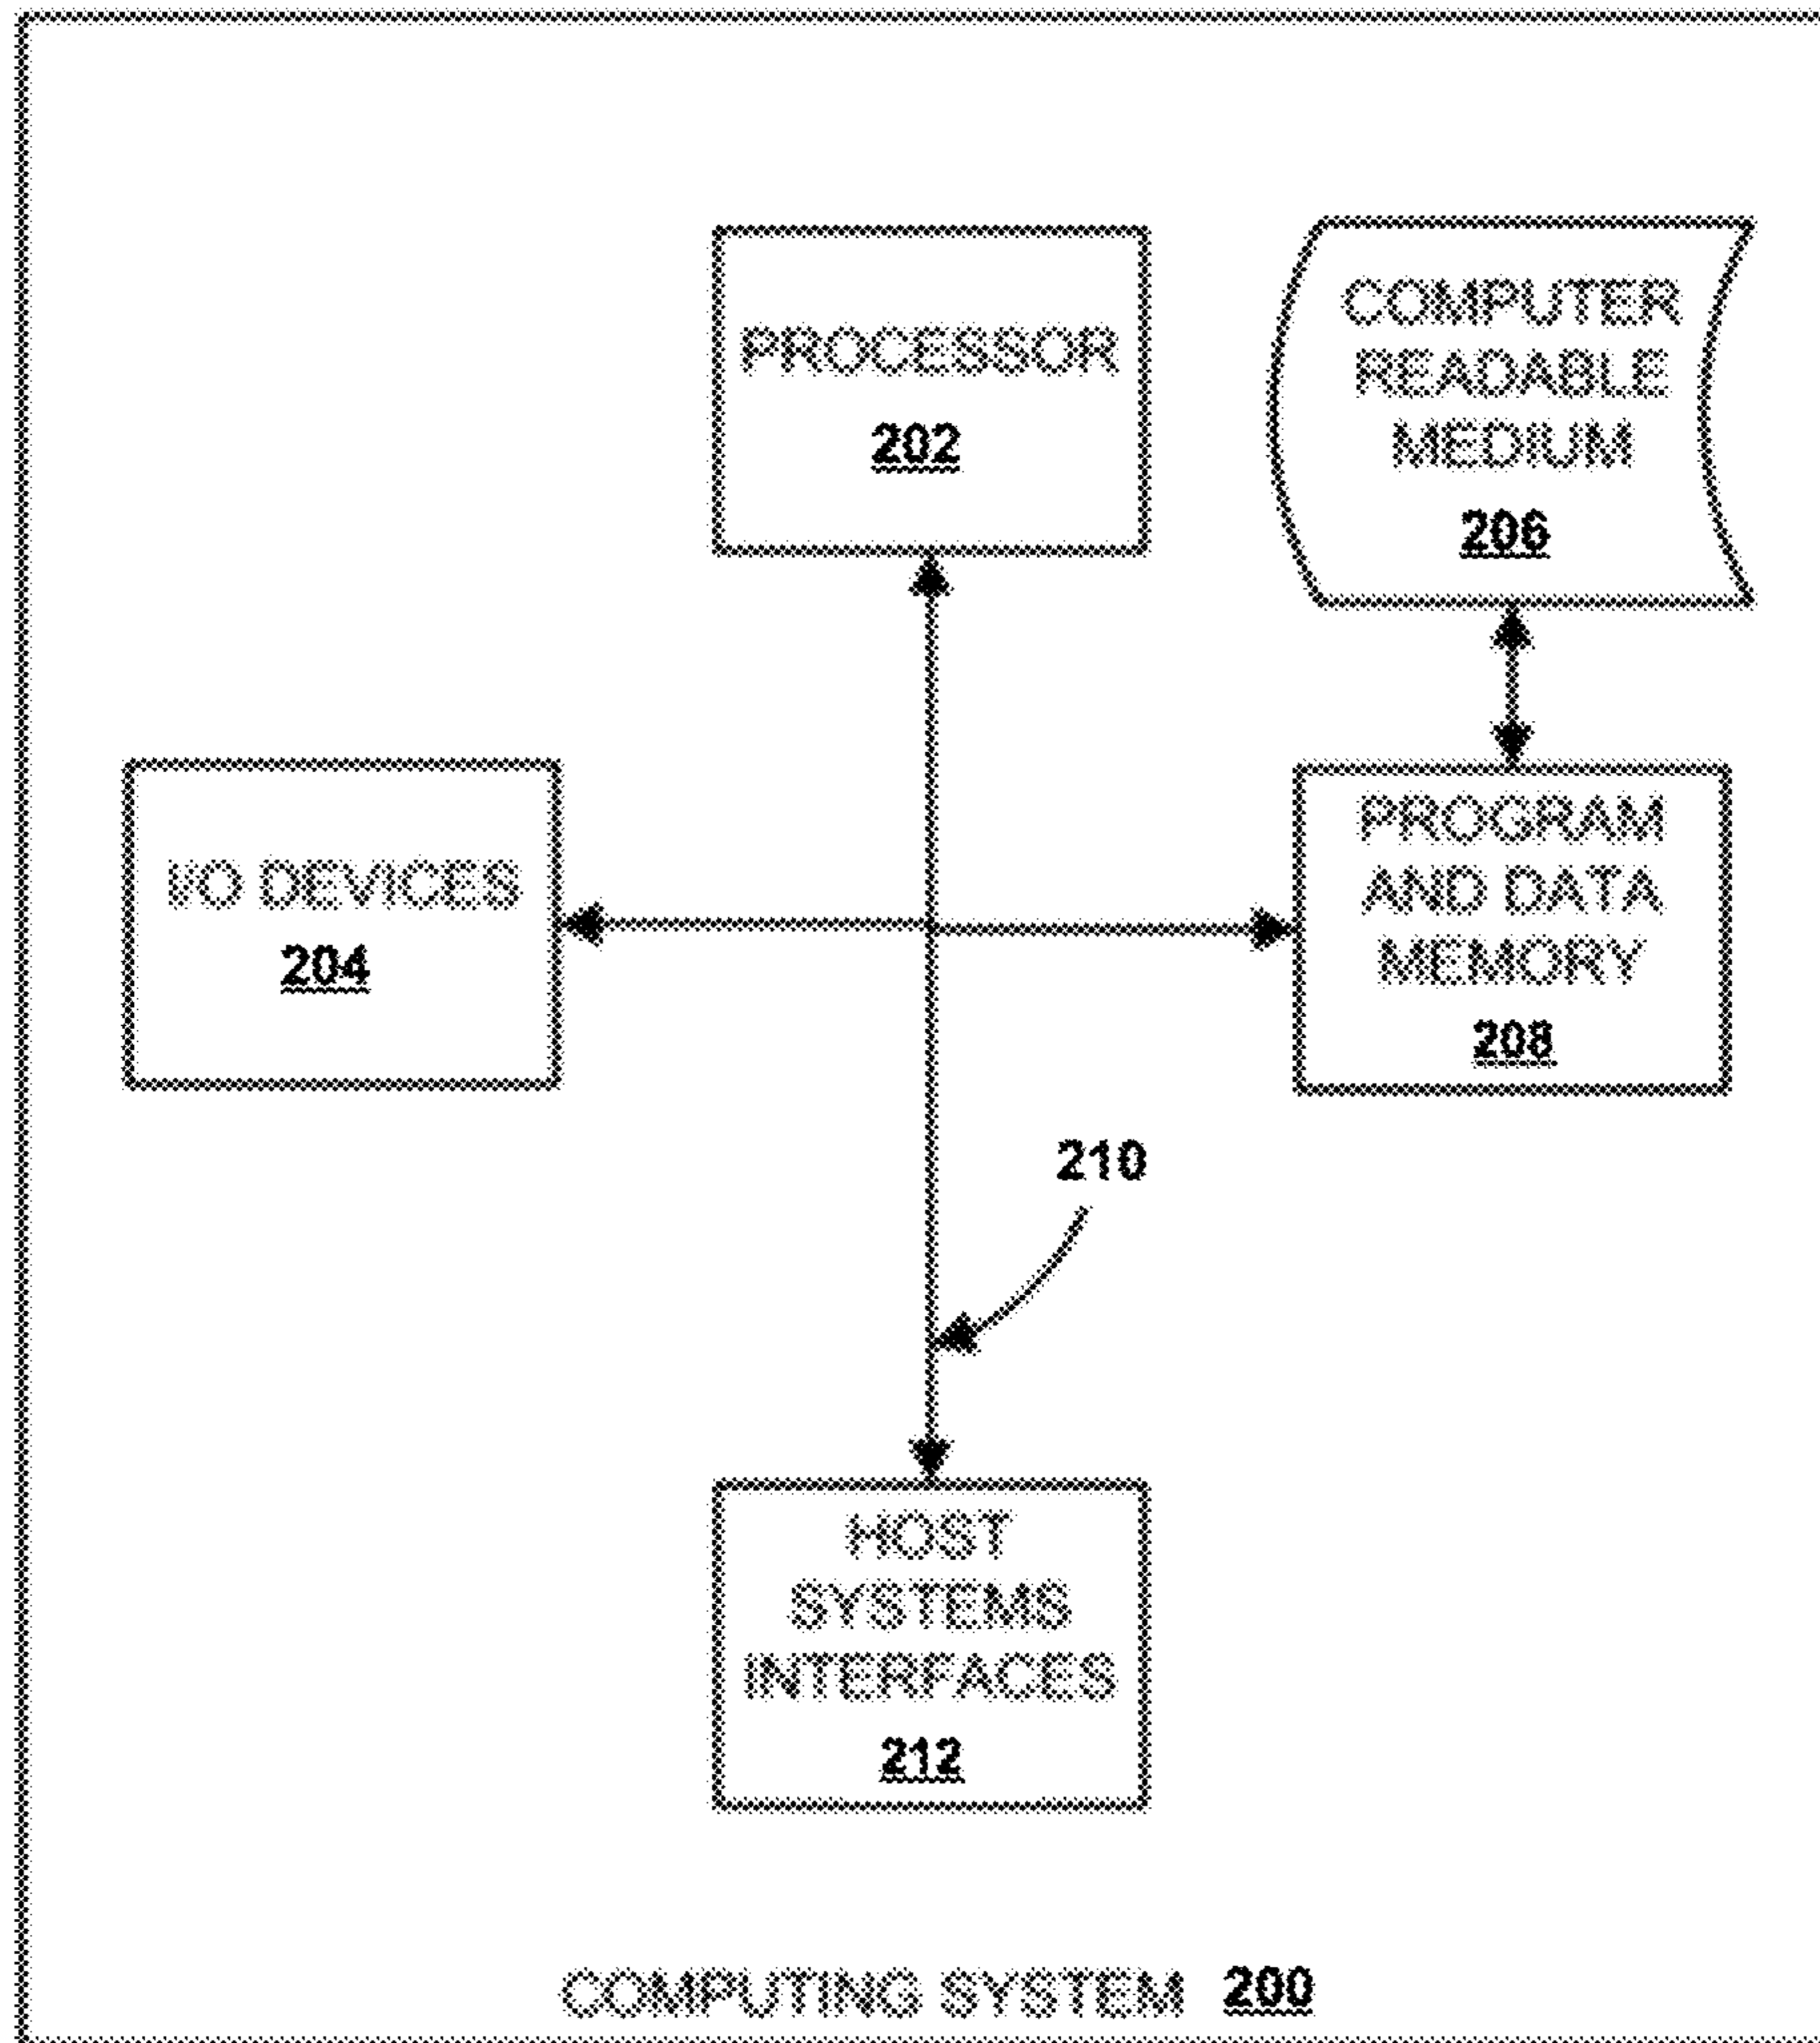 PROCESSOR
202
COMPUTER
READABLE
MEDIUM
206
I/O DEVICES
204
PROGRAM
AND DATA
MEMORY
208
210
HOST
SYSTEMS
INTERFACES
212
COMPUTING SYSTEM 200